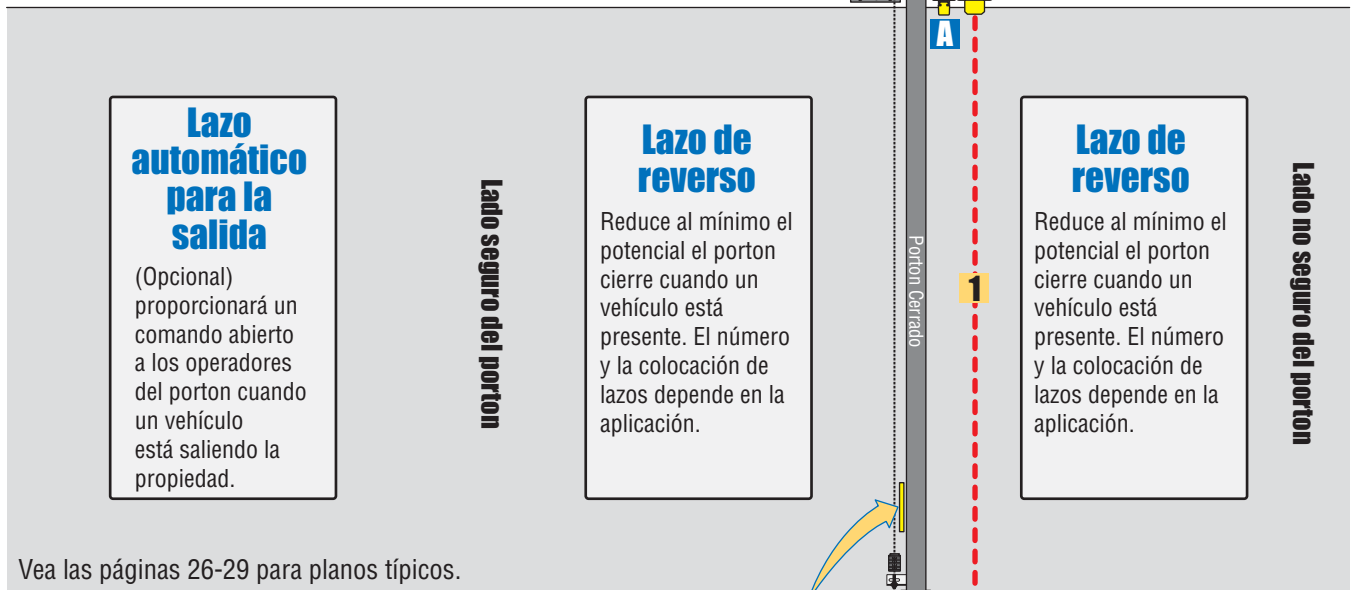 A
Lazo
automático
para la
salida
(Opcional)
proporcionará un
comando abierto
a los operadores
del porton cuando
un vehículo
está saliendo la
propiedad.
Lado seguro del porton
Lazo de
reverso
Reduce al mínimo el
potencial el porton
cierre cuando un
vehículo está
presente. El número
y la colocación de
lazos depende en la
aplicación.
Porton Cerrado
1
Lazo de
reverso
Reduce al mínimo el
potencial el porton
cierre cuando un
vehículo está
presente. El número
y la colocación de
lazos depende en la
aplicación.
Lado no seguro del porton
Vea las páginas 26-29 para planos típicos.